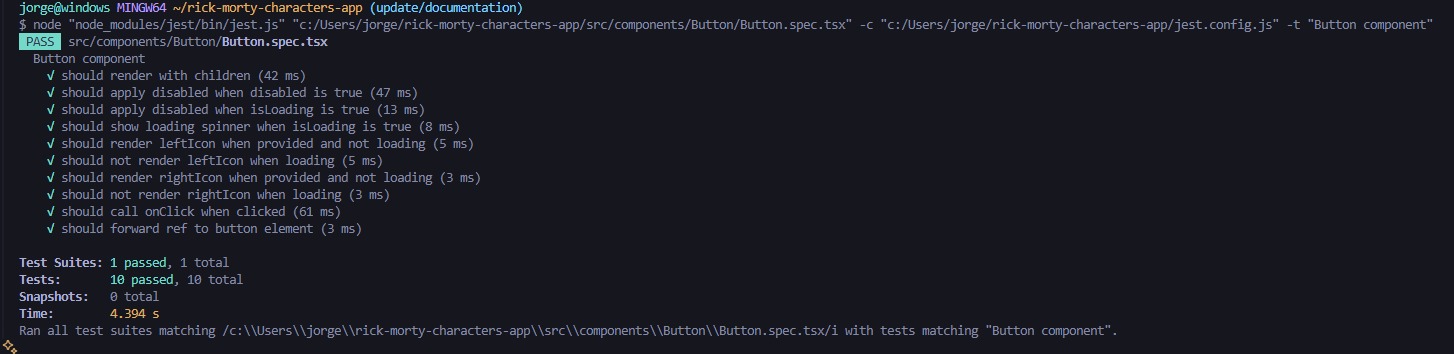 jorge@windows MINGW64 ~/rick-morty-characters-app (update/documentation)
$ node "node_modules/jest/bin/jest.js" "c:/Users/jorge/rick-morty-characters-app/src/components/Button/Button.spec.tsx" -c "c:/Users/jorge/rick-morty-characters-app/jest.config.js" -t "Button component"
PASS src/components/Button/Button.spec.tsx
Button component
√ should render with children (42 ms)
√ should apply disabled when disabled is true (47 ms)
√ should apply disabled when isLoading is true (13 ms)
√ should show loading spinner when isLoading is true (8 ms)
√ should render leftIcon when provided and not loading (5 ms)
√ should not render leftIcon when loading (5 ms)
√ should render rightIcon when provided and not loading (3 ms)
√ should not render rightIcon when loading (3 ms)
√ should call onClick when clicked (61 ms)
√ should forward ref to button element (3 ms)
Test Suites: 1 passed, 1 total
Tests: 10 passed, 10 total
Snapshots: 0 total
Time: 4.394 s
Ran all test suites matching /c:\\Users\\jorge\\rick-morty-characters-app\\src\\components\\Button\\Button.spec.tsx/i with tests matching "Button component".